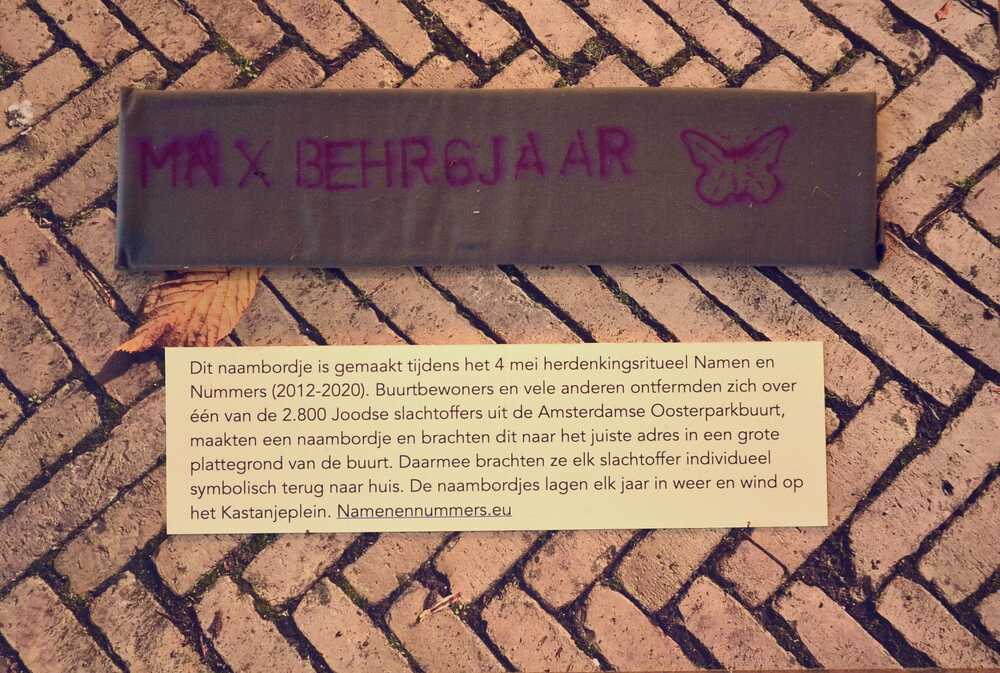 MAX BEHR 6 JAAR
Dit naambordje is gemaakt tijdens het 4 mei herdenkingsritueel Namen en
Nummers (2012-2020). Buurtbewoners en vele anderen ontfermden zich over
één van de 2.800 Joodse slachtoffers uit de Amsterdamse Oosterparkbuurt,
maakten een naambordje en brachten dit naar het juiste adres in een grote
plattegrond van de buurt. Daarmee brachten ze elk slachtoffer individueel
symbolisch terug naar huis. De naambordjes lagen elk jaar in weer en wind op
het Kastanjeplein. Namenennummers.eu